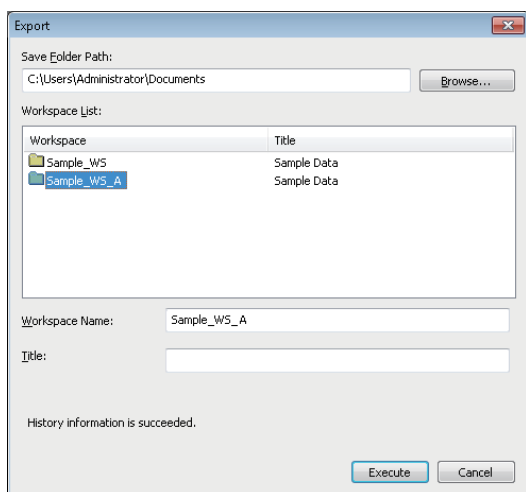 Export
Save Folder Path:
C:\Users\Administrator\Documents
Browse...
Workspace List:
Workspace Title
Sample_WS Sample Data
Sample_WS_A Sample Data
Workspace Name: Sample_WS_A
Title:
History information is succeeded.
Execute Cancel